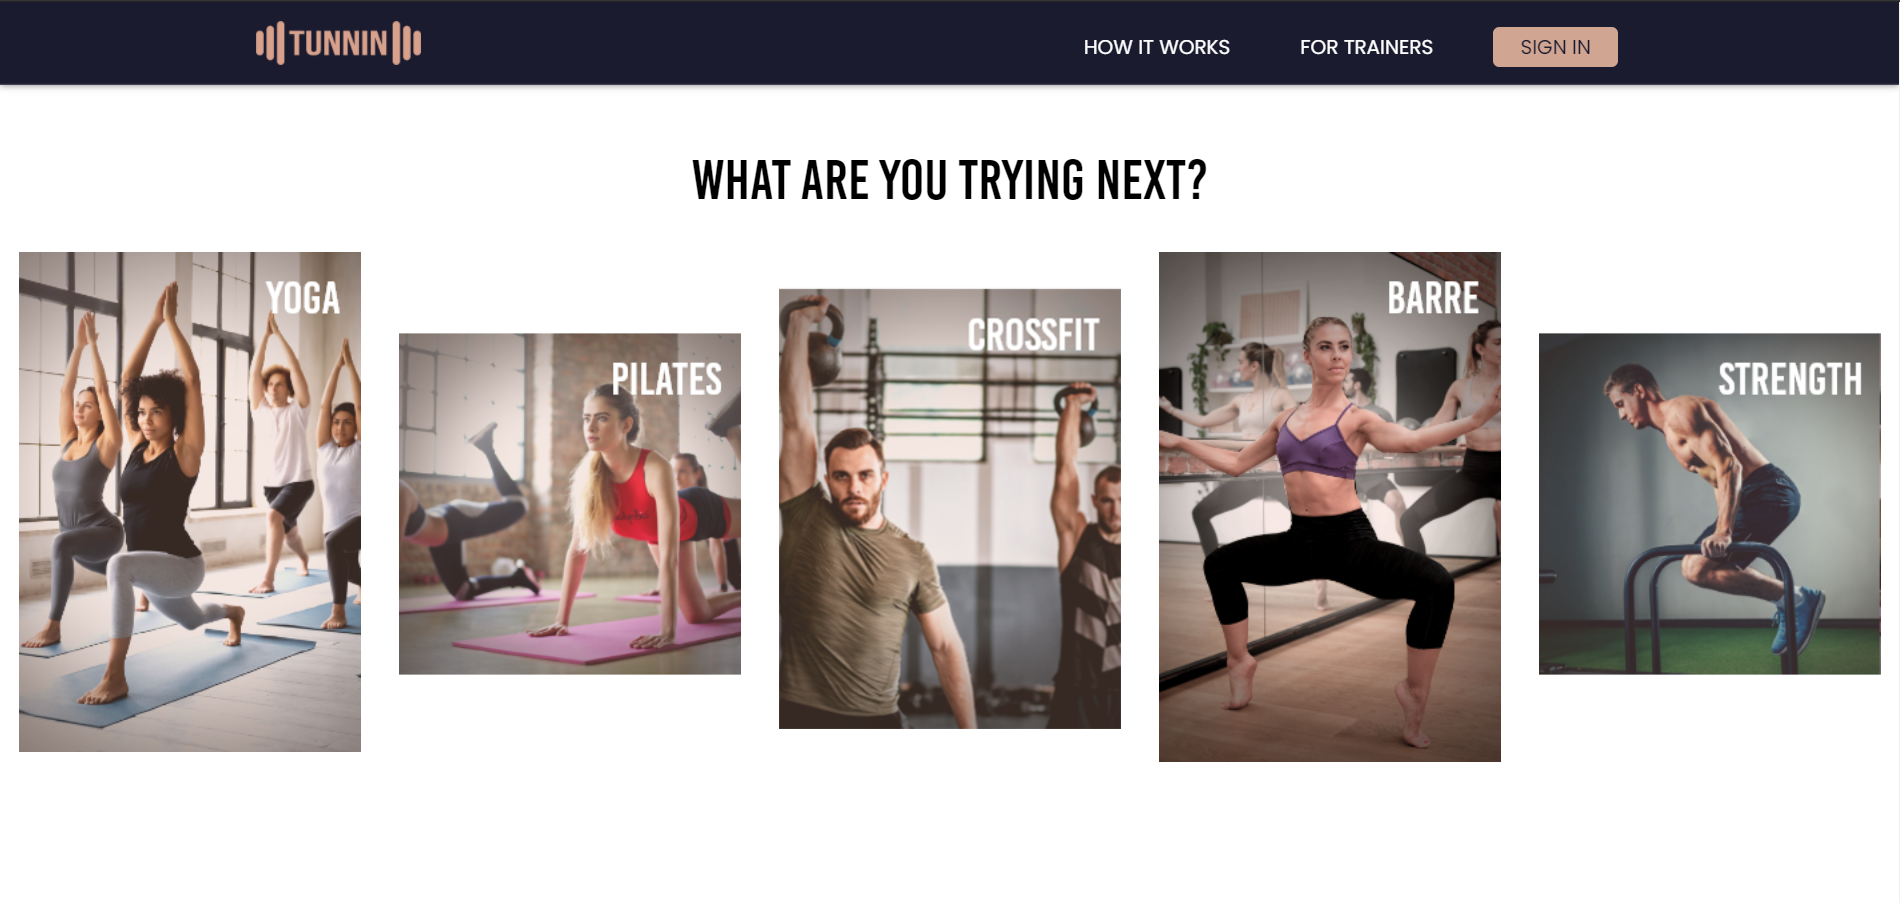 TUNNIN
HOW IT WORKS
FOR TRAINERS
SIGN IN
WHAT ARE YOU TRYING NEXT?
YOGA
PILATES
CROSSFIT
BARRE
STRENGTH